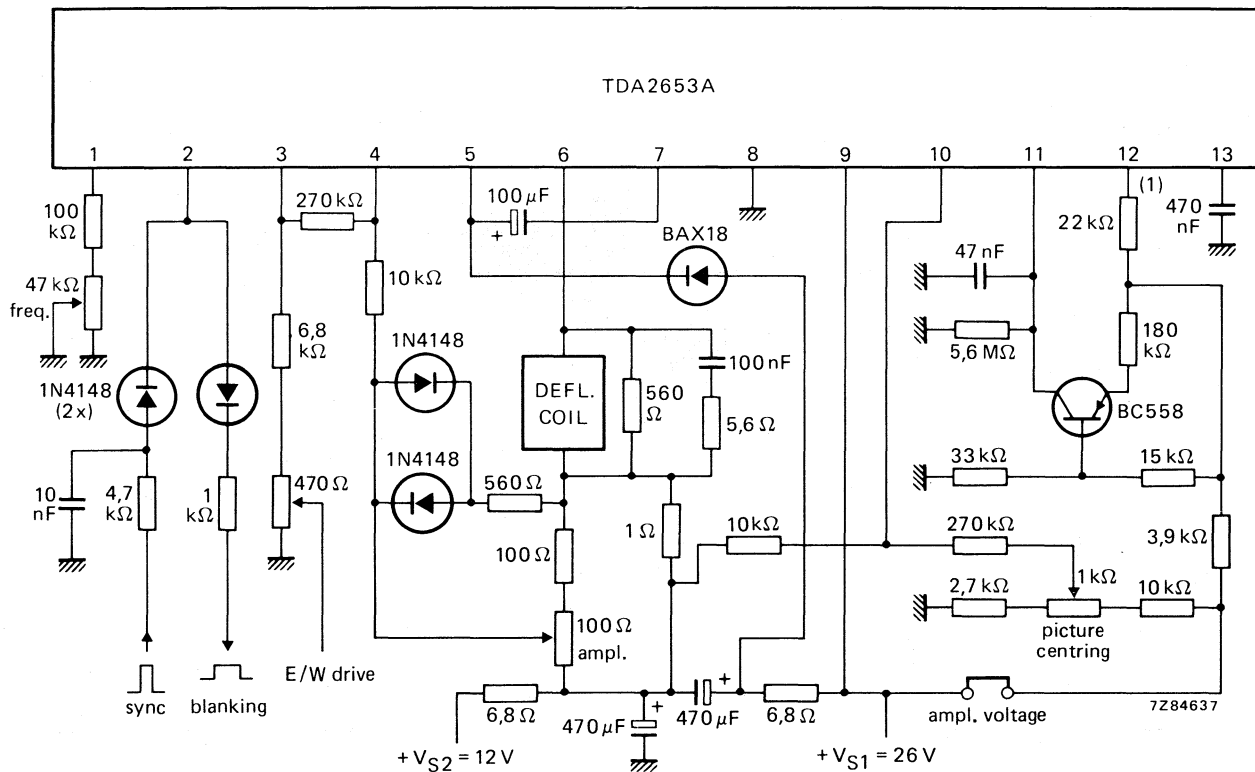 TDA2653A
1 2 3 4 5 6 7 8 9 10 11 12 13
(1)
100 kΩ
270 kΩ
100 μF
+
22 kΩ
470 nF
BAX18
47 nF
47 kΩ
freq.
10 kΩ
6,8 kΩ
1N4148
5,6 MΩ
180 kΩ
100 nF
1N4148 (2x)
DEFL. COIL
560 Ω
5,6 Ω
BC558
1N4148
33 kΩ
15 kΩ
10 nF
4,7 kΩ
1 kΩ
470 Ω
560 Ω
1 Ω
10 kΩ
270 kΩ
3,9 kΩ
100 Ω
2,7 kΩ
1 kΩ
10 kΩ
100 Ω
ampl.
picture centring
sync
blanking
E/W drive
6,8 Ω
+
470 μF
+
470 μF
6,8 Ω
ampl. voltage
7Z84637
+ VS2 = 12 V
+ VS1 = 26 V